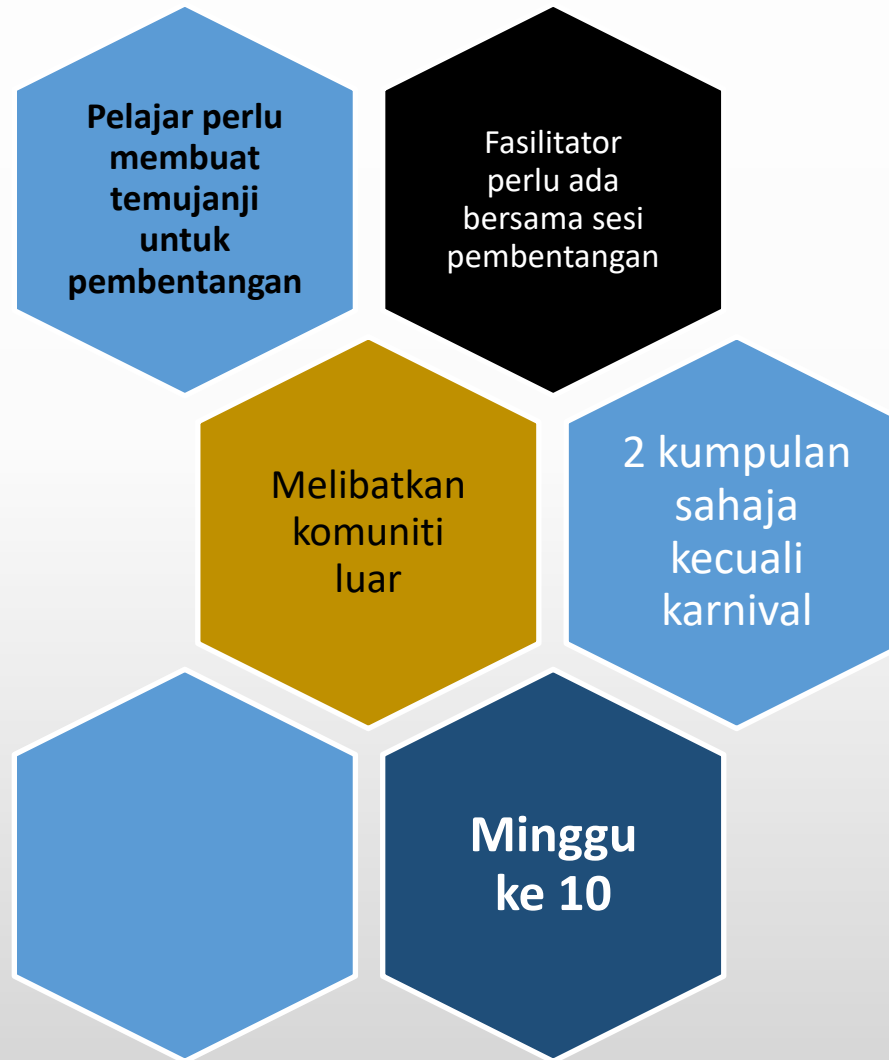 Pelajar perlu
membuat
temujanji
untuk
pembentangan
Fasilitator
perlu ada
bersama sesi
pembentangan
Melibatkan
komuniti
luar
2 kumpulan
sahaja
kecuali
karnival
Minggu
ke 10